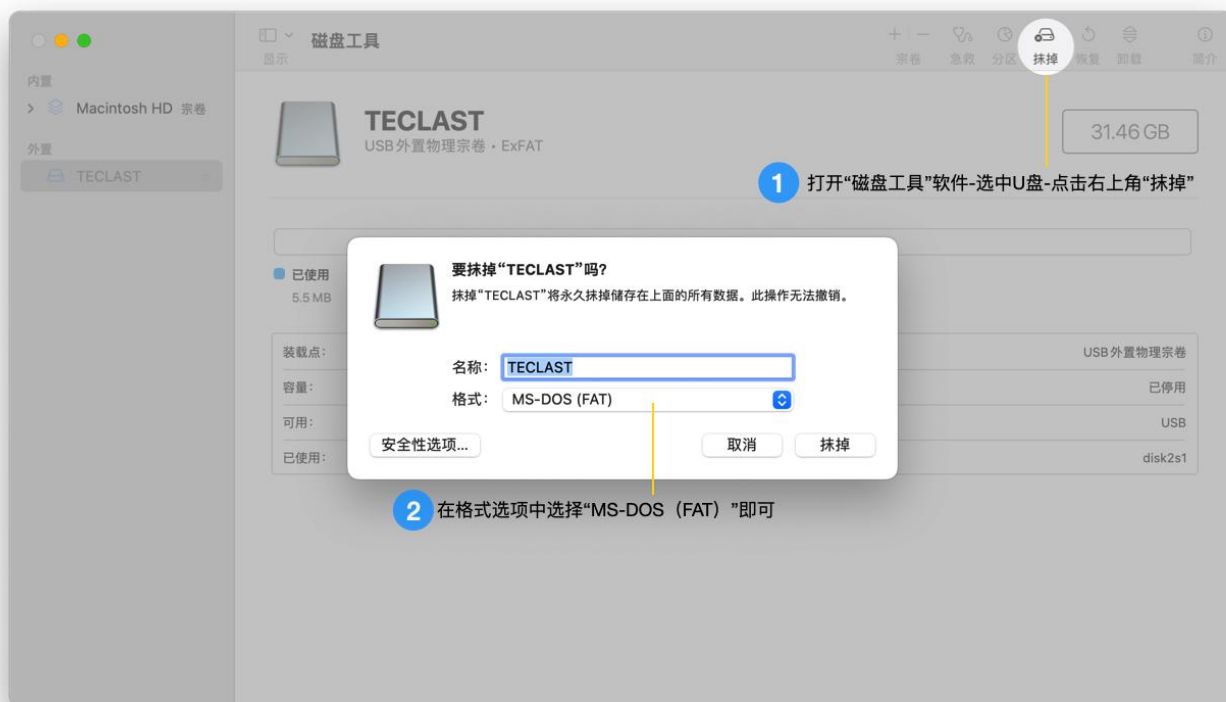 磁盘工具
显示
宗卷
急救
分区
抹掉
恢复
卸载
简介
内置
Macintosh HD 宗卷
外置
TECLAST
TECLAST
USB外置物理宗卷・ExFAT
31.46 GB
1 打开“磁盘工具”软件-选中U盘-点击右上角“抹掉”
已使用
5.5 MB
要抹掉“TECLAST”吗?
抹掉“TECLAST”将永久抹掉储存在上面的所有数据。此操作无法撤销。
名称: TECLAST
格式: MS-DOS (FAT)
安全性选项... 取消 抹掉
装载点: USB外置物理宗卷
容量: 已停用
可用: USB
已使用: disk2s1
2 在格式选项中选择“MS-DOS（FAT）”即可